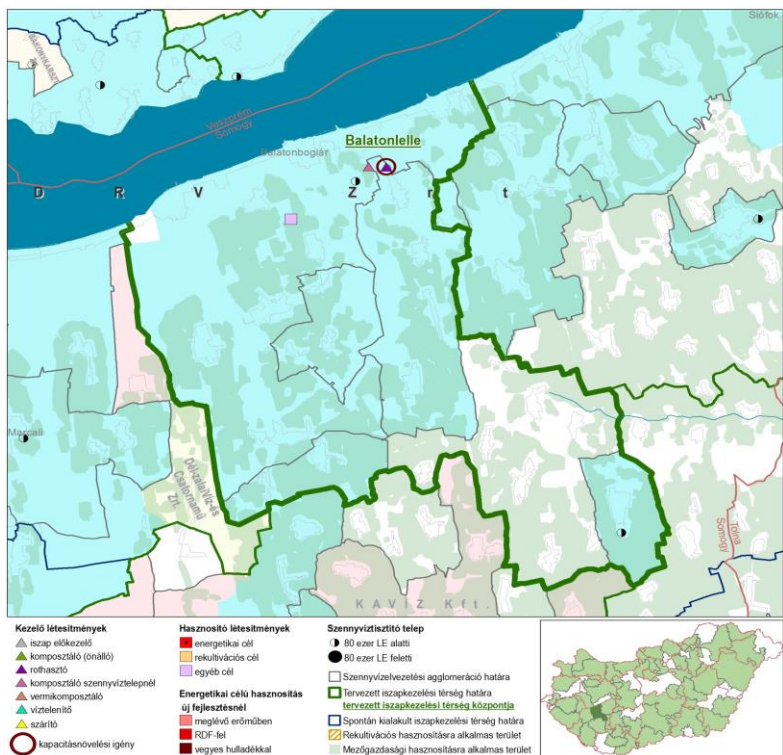 Siófok
BAKONYKARSZT
Veszprém
Somogy
Balatonlelle
Balatonboglár
D R V Z r t .
Marcali
Dél-zalai Víz-és
Csatornamű
Zrt.
Tolna
Somogy
KAVÍZ Kft.
Kezelő létesítmények
iszap előkezelő
komposztáló (önálló)
rothasztó
komposztáló szennyvíztelepnél
vermikomposztáló
víztelenítő
szárító
kapacitásnövelési igény
Hasznosító létesítmények
energetikai cél
rekultivációs cél
egyéb cél
Energetikai célú hasznosítás
új fejlesztésnél
meglévő erőműben
RDF-fel
vegyes hulladékkal
Szennyvíztisztító telep
80 ezer LE alatti
80 ezer LE feletti
Szennyvízelvezetési agglomeráció határa
Tervezett iszapkezelési térség határa
tervezett iszapkezelési térség központja
Spontán kialakult iszapkezelési térség határa
Rekultivációs hasznosításra alkalmas terület
Mezőgazdasági hasznosításra alkalmas terület